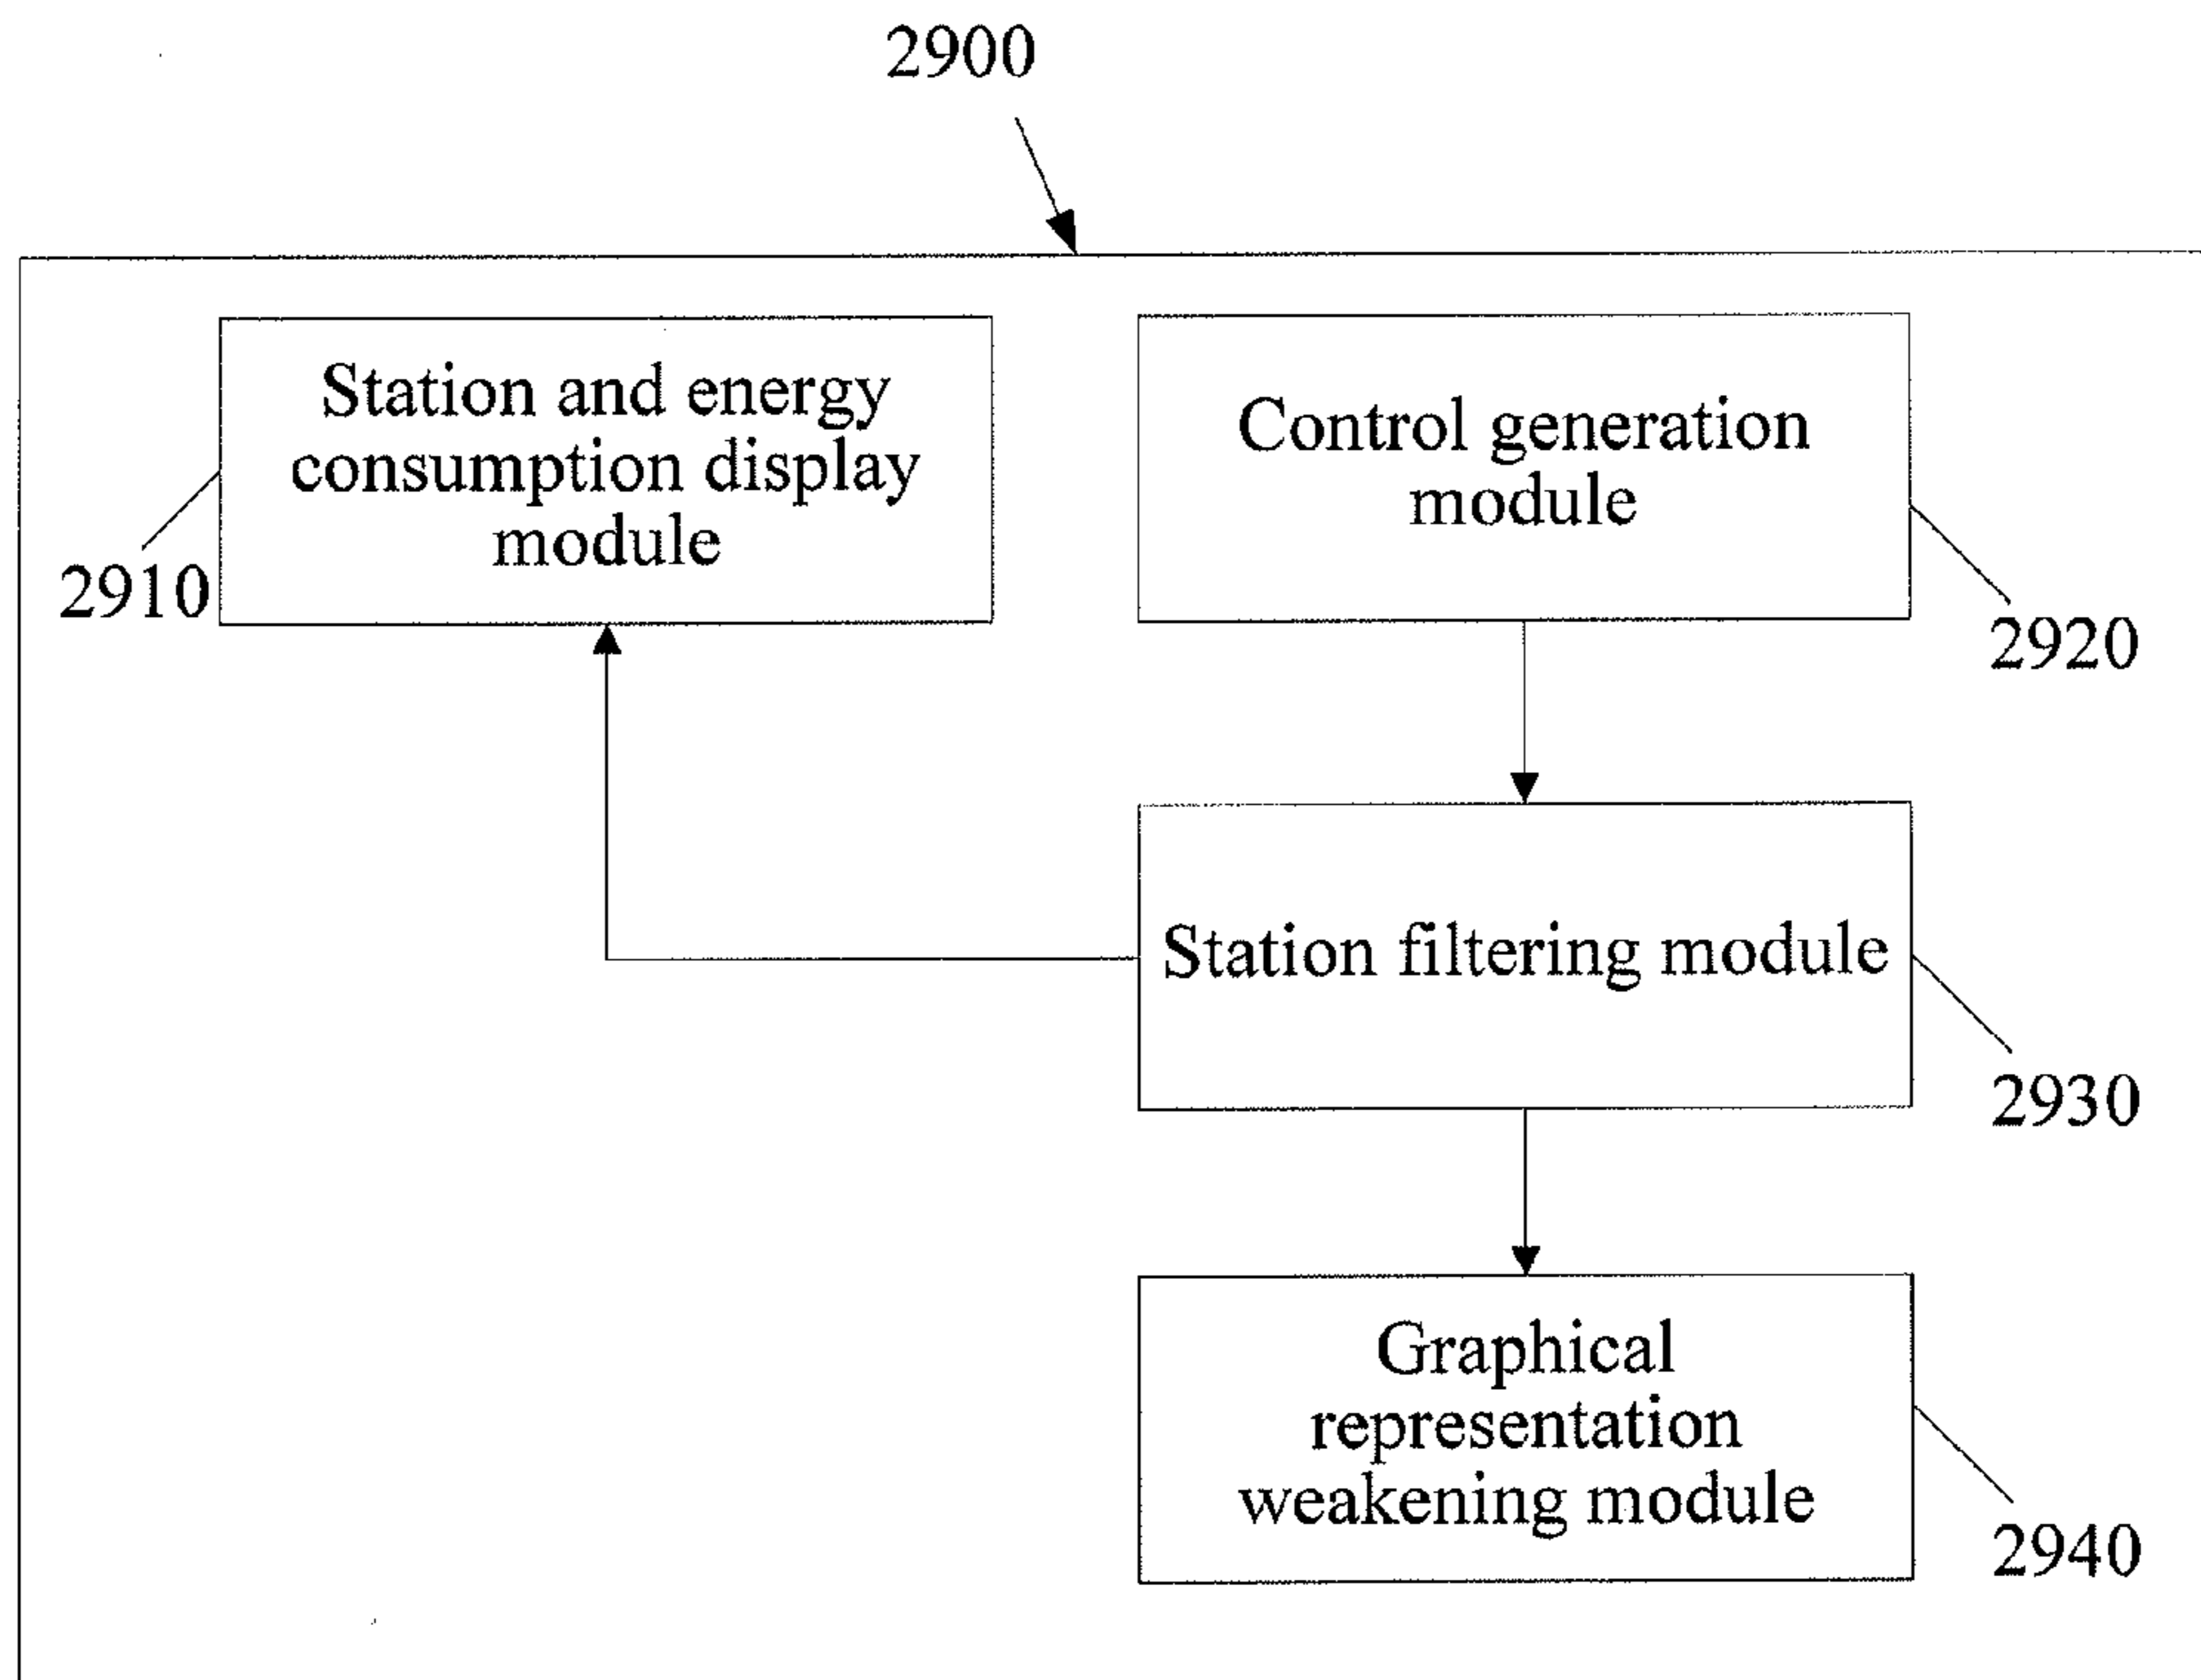 2900
Station and energy
consumption display
module
2910
Control generation
module
2920
Station filtering module
2930
Graphical
representation
weakening module
2940